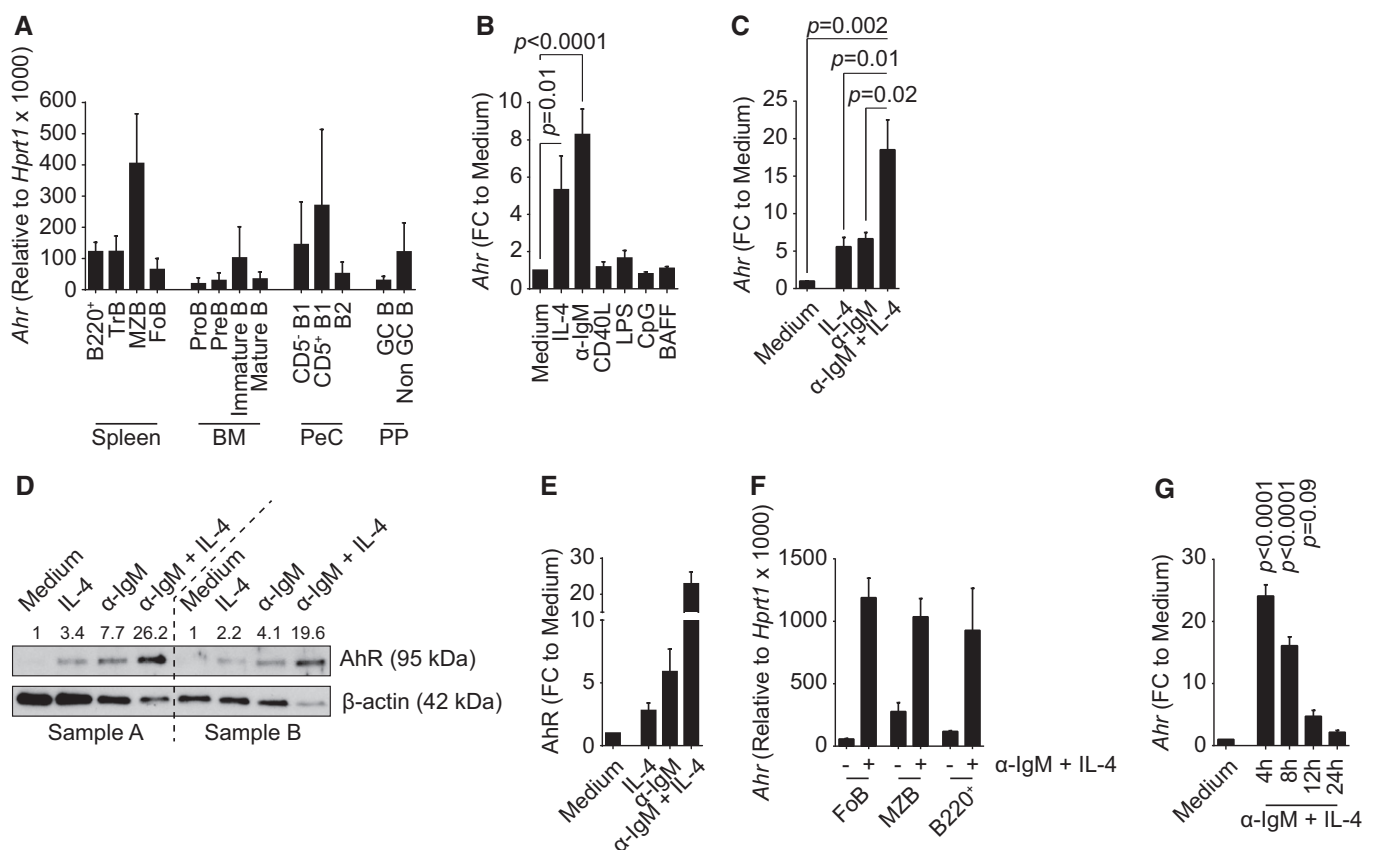 A
Ahr (Relative to Hprt1 x 1000)
600
500
400
300
200
100
0
B220⁺
TrB
MZB
FoB
ProB
PreB
Immature B
Mature B
CD5⁻ B1
CD5⁺ B1
B2
GC B
Non GC B
Spleen
BM
PeC
PP
B
p<0.0001
p=0.01
Ahr (FC to Medium)
10
8
6
4
2
0
Medium
IL-4
α-IgM
CD40L
LPS
CpG
BAFF
C
p=0.002
p=0.01
p=0.02
Ahr (FC to Medium)
25
20
15
10
5
0
Medium
IL-4
α-IgM
α-IgM + IL-4
D
Medium
IL-4
α-IgM
α-IgM + IL-4
Medium
IL-4
α-IgM
α-IgM + IL-4
1 3.4 7.7 26.2 1 2.2 4.1 19.6
AhR (95 kDa)
β-actin (42 kDa)
Sample A Sample B
E
AhR (FC to Medium)
30
20
10
5
0
Medium
IL-4
α-IgM
α-IgM + IL-4
F
Ahr (Relative to Hprt1 x 1000)
1500
1000
500
0
- + - + - + α-IgM + IL-4
FoB
MZB
B220⁺
G
p<0.0001
p<0.0001
p=0.09
Ahr (FC to Medium)
30
20
10
0
Medium
4h
8h
12h
24h
α-IgM + IL-4